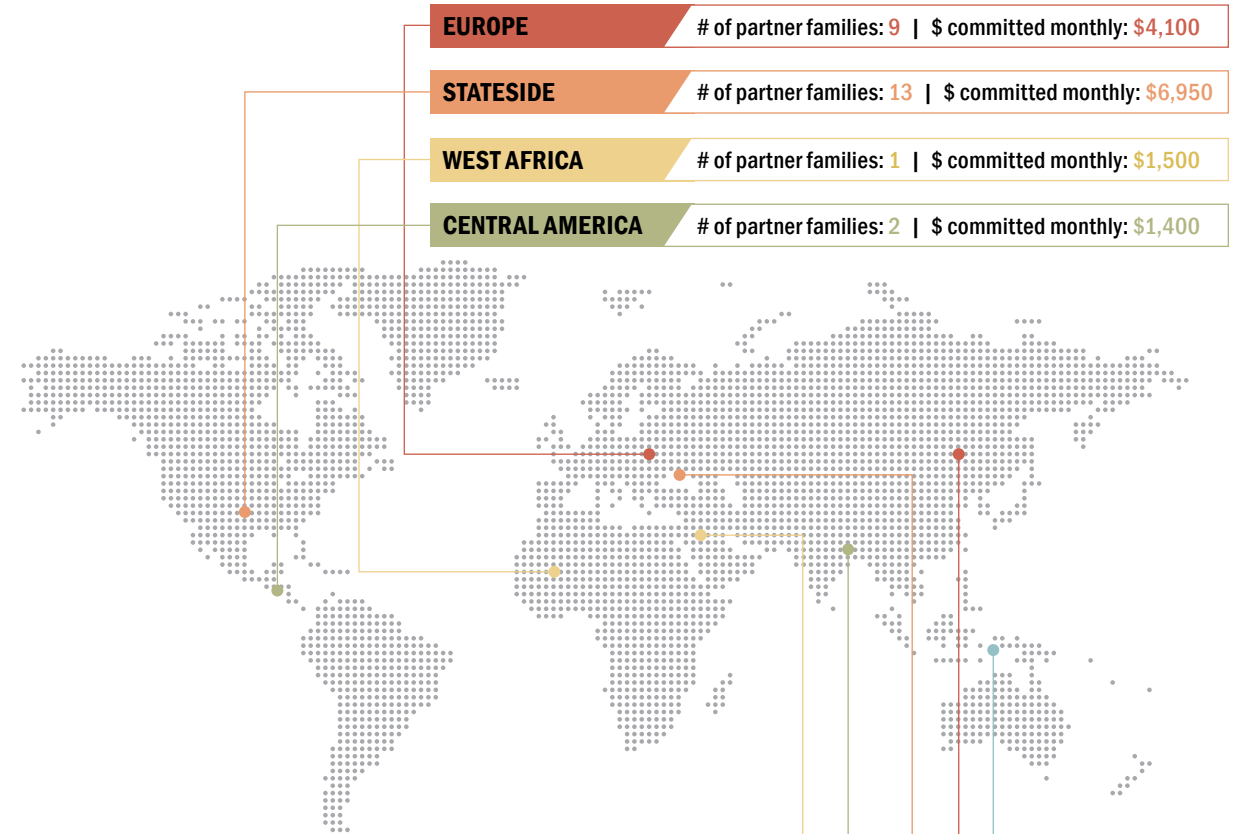 EUROPE # of partner families: 9 | $ committed monthly: $4,100
STATESIDE # of partner families: 13 | $ committed monthly: $6,950
WEST AFRICA # of partner families: 1 | $ committed monthly: $1,500
CENTRAL AMERICA # of partner families: 2 | $ committed monthly: $1,400